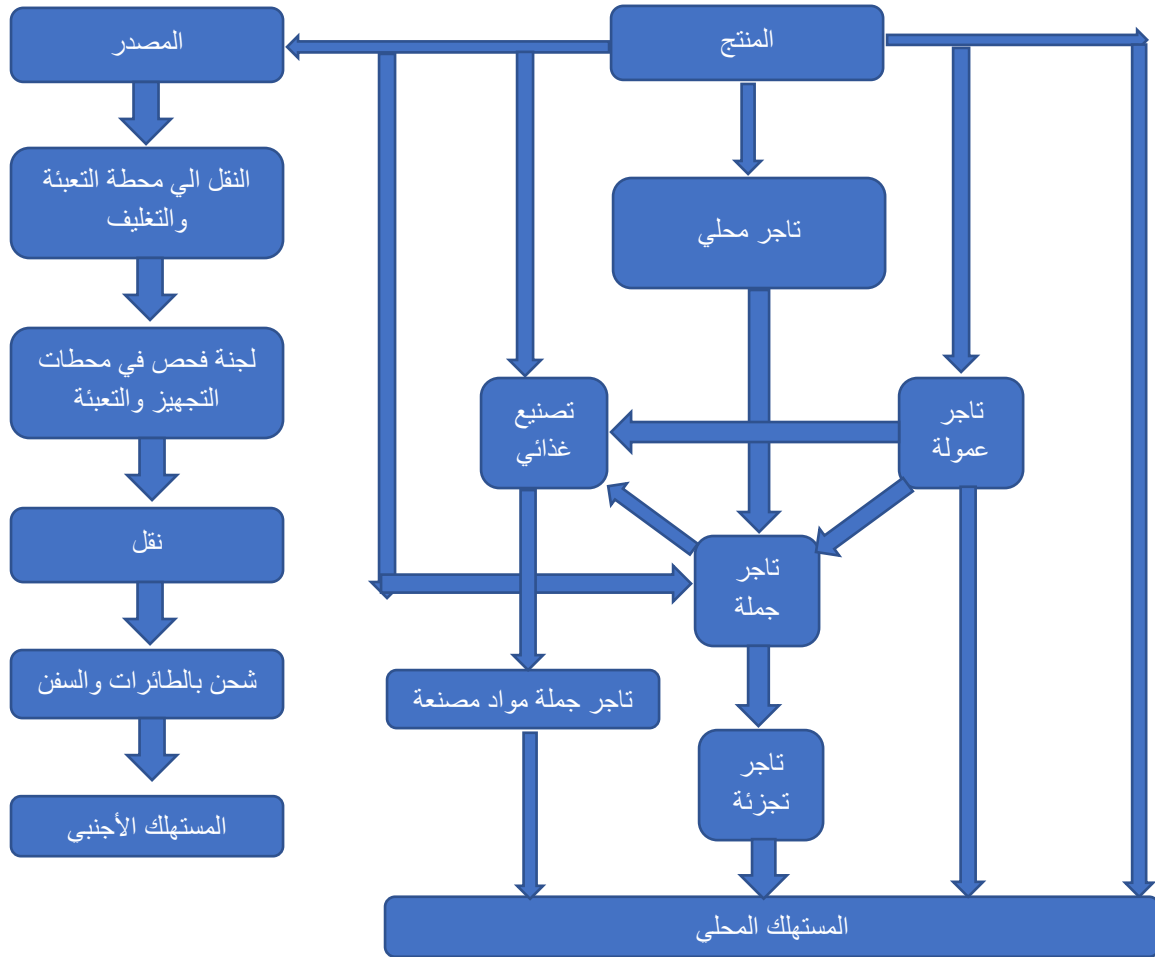 المنتج
المصدر
تاجر محلي
النقل الي محطة التعبئة
والتغليف
لجنة فحص في محطات
التجهيز والتعبئة
تاجر
عمولة
تصنيع
غذائي
نقل
تاجر
جملة
شحن بالطائرات والسفن
تاجر جملة مواد مصنعة
تاجر
تجزئة
المستهلك الأجنبي
المستهلك المحلي